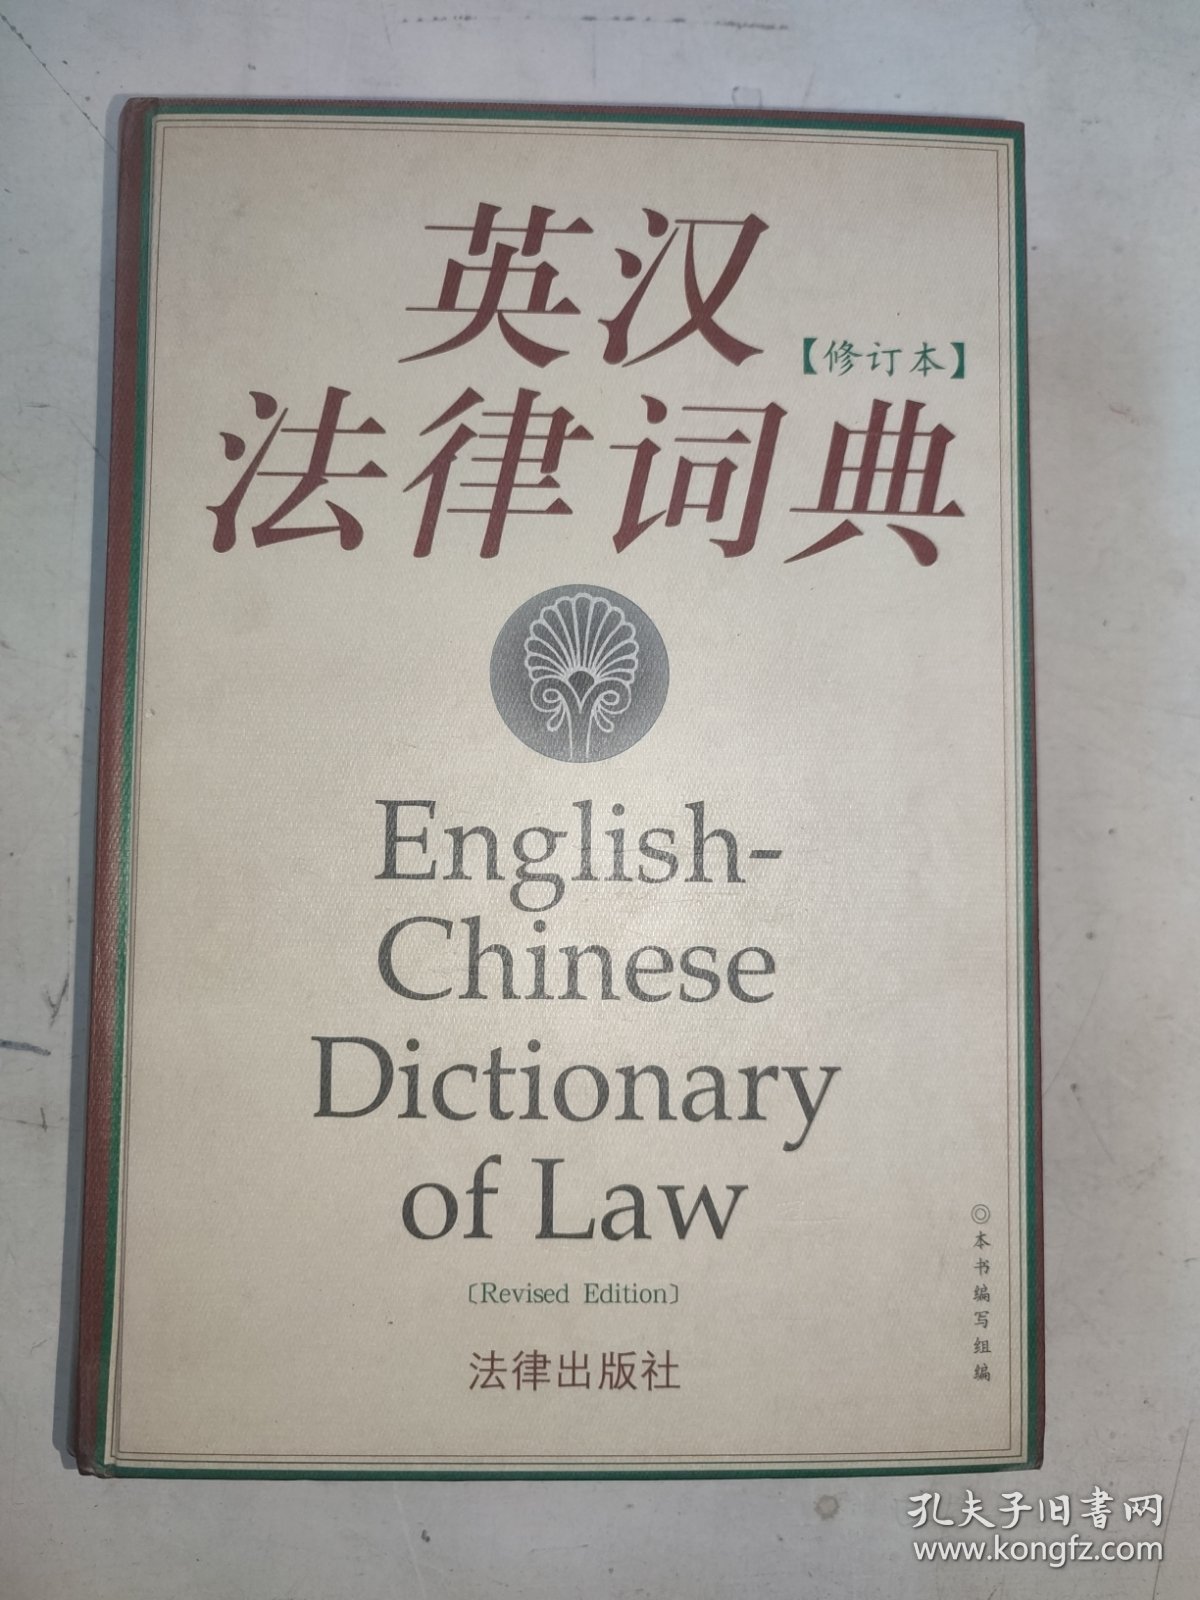 英汉
【修订本】
法律词典
English-
Chinese
Dictionary
of Law
〔Revised Edition〕
◎本书编写组编
法律出版社
孔夫子旧書网
www.kongfz.com